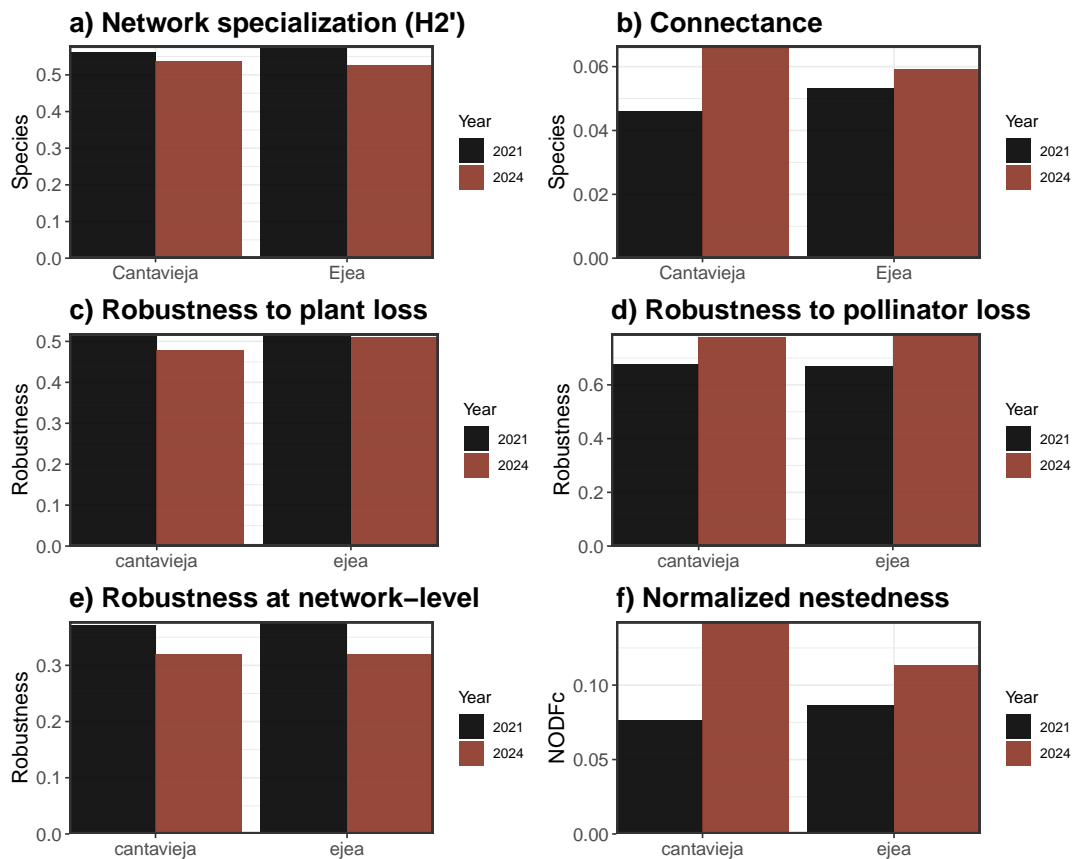 a) Network specialization (H2')
Species
0.5
0.4
0.3
0.2
0.1
0.0
Cantavieja
Ejea
Year
2021
2024
b) Connectance
Species
0.06
0.04
0.02
0.00
Cantavieja
Ejea
Year
2021
2024
c) Robustness to plant loss
Robustness
0.5
0.4
0.3
0.2
0.1
0.0
cantavieja
ejea
Year
2021
2024
d) Robustness to pollinator loss
Robustness
0.6
0.4
0.2
0.0
cantavieja
ejea
Year
2021
2024
e) Robustness at network−level
Robustness
0.3
0.2
0.1
0.0
cantavieja
ejea
Year
2021
2024
f) Normalized nestedness
NODFc
0.10
0.05
0.00
cantavieja
ejea
Year
2021
2024